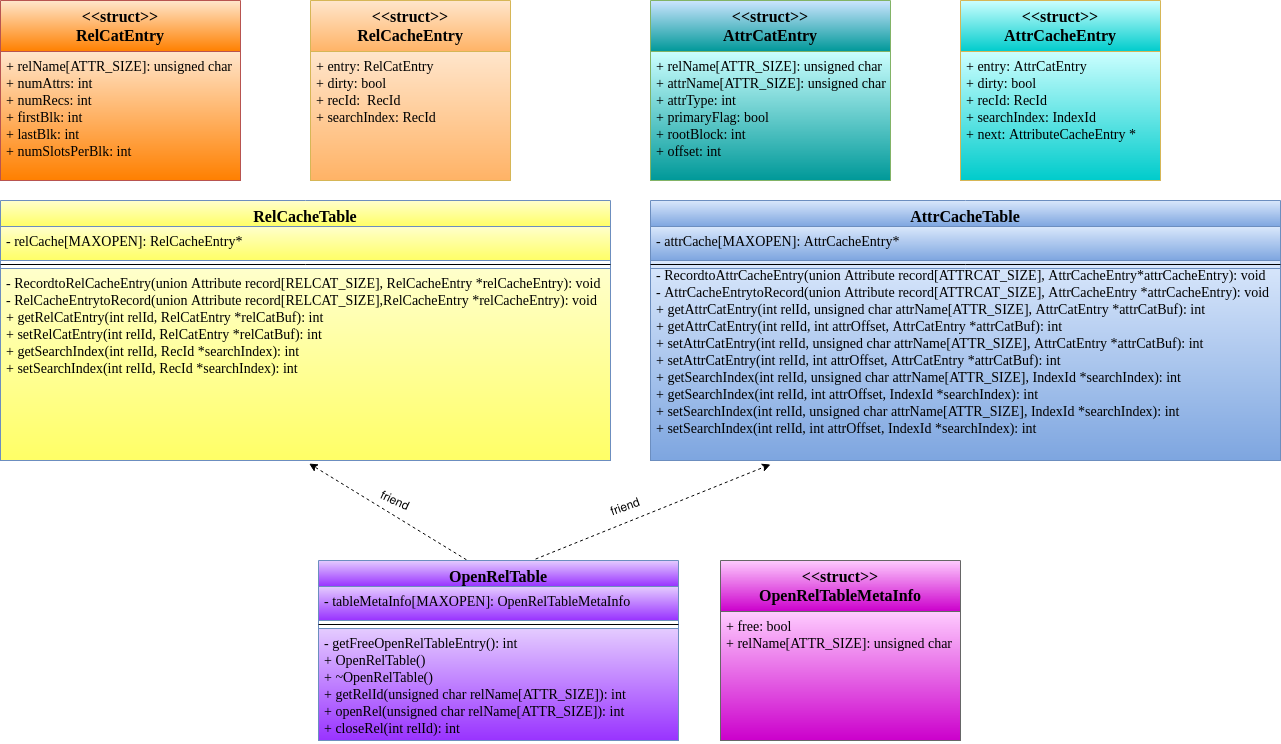 <<struct>>
RelCatEntry
+ relName[ATTR_SIZE]: unsigned char
+ numAttrs: int
+ numRecs: int
+ firstBlk: int
+ lastBlk: int
+ numSlotsPerBlk: int
<<struct>>
RelCacheEntry
+ entry: RelCatEntry
+ dirty: bool
+ recId:  RecId
+ searchIndex: RecId
<<struct>>
AttrCatEntry
+ relName[ATTR_SIZE]: unsigned char
+ attrName[ATTR_SIZE]: unsigned char
+ attrType: int
+ primaryFlag: bool
+ rootBlock: int
+ offset: int
<<struct>>
AttrCacheEntry
+ entry: AttrCatEntry
+ dirty: bool
+ recId: RecId
+ searchIndex: IndexId
+ next: AttributeCacheEntry *
RelCacheTable
- relCache[MAXOPEN]: RelCacheEntry*
- RecordtoRelCacheEntry(union Attribute record[RELCAT_SIZE], RelCacheEntry *relCacheEntry): void
- RelCacheEntrytoRecord(union Attribute record[RELCAT_SIZE],RelCacheEntry *relCacheEntry): void
+ getRelCatEntry(int relId, RelCatEntry *relCatBuf): int
+ setRelCatEntry(int relId, RelCatEntry *relCatBuf): int
+ getSearchIndex(int relId, RecId *searchIndex): int
+ setSearchIndex(int relId, RecId *searchIndex): int
AttrCacheTable
- attrCache[MAXOPEN]: AttrCacheEntry*
- RecordtoAttrCacheEntry(union Attribute record[ATTRCAT_SIZE], AttrCacheEntry*attrCacheEntry): void
- AttrCacheEntrytoRecord(union Attribute record[ATTRCAT_SIZE], AttrCacheEntry *attrCacheEntry): void
+ getAttrCatEntry(int relId, unsigned char attrName[ATTR_SIZE], AttrCatEntry *attrCatBuf): int
+ getAttrCatEntry(int relId, int attrOffset, AttrCatEntry *attrCatBuf): int
+ setAttrCatEntry(int relId, unsigned char attrName[ATTR_SIZE], AttrCatEntry *attrCatBuf): int
+ setAttrCatEntry(int relId, int attrOffset, AttrCatEntry *attrCatBuf): int
+ getSearchIndex(int relId, unsigned char attrName[ATTR_SIZE], IndexId *searchIndex): int
+ getSearchIndex(int relId, int attrOffset, IndexId *searchIndex): int
+ setSearchIndex(int relId, unsigned char attrName[ATTR_SIZE], IndexId *searchIndex): int
+ setSearchIndex(int relId, int attrOffset, IndexId *searchIndex): int
friend
friend
OpenRelTable
- tableMetaInfo[MAXOPEN]: OpenRelTableMetaInfo
- getFreeOpenRelTableEntry(): int
+ OpenRelTable()
+ ~OpenRelTable()
+ getRelId(unsigned char relName[ATTR_SIZE]): int
+ openRel(unsigned char relName[ATTR_SIZE]): int
+ closeRel(int relId): int
<<struct>>
OpenRelTableMetaInfo
+ free: bool
+ relName[ATTR_SIZE]: unsigned char